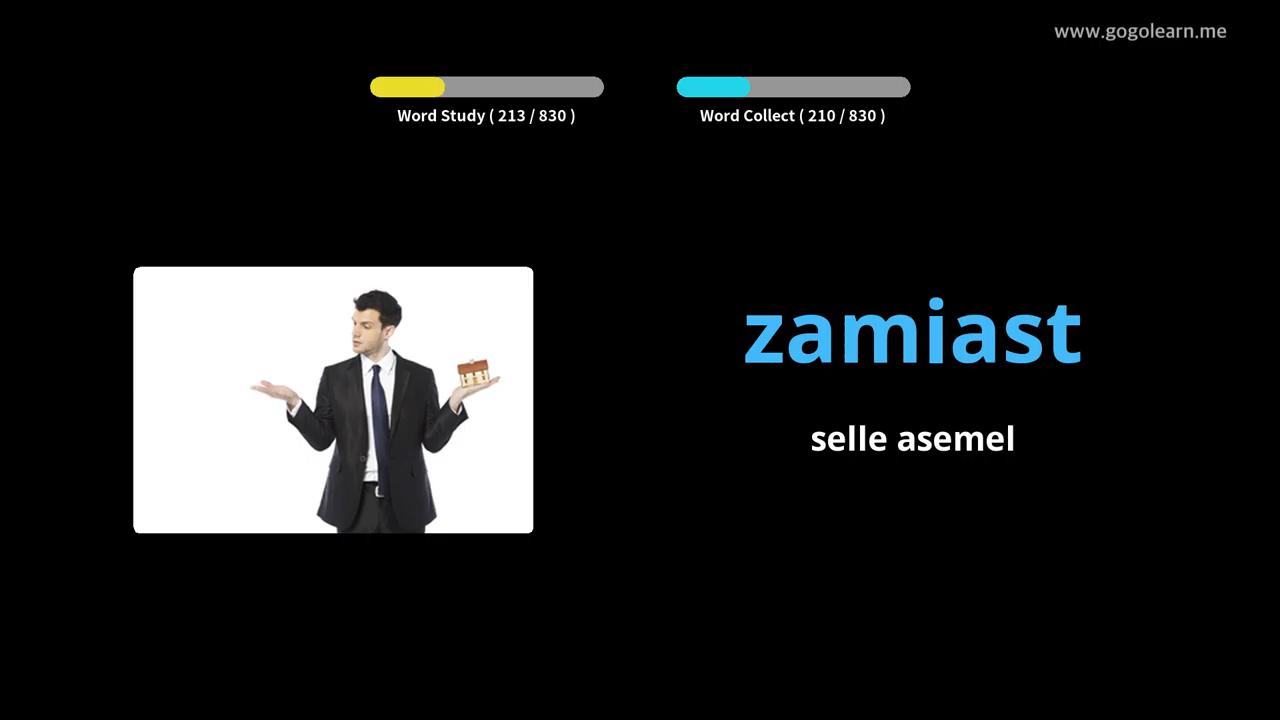 www.gogolearn.me
Word Study ( 213 / 830 )
Word Collect ( 210 / 830 )
zamiast
selle asemel